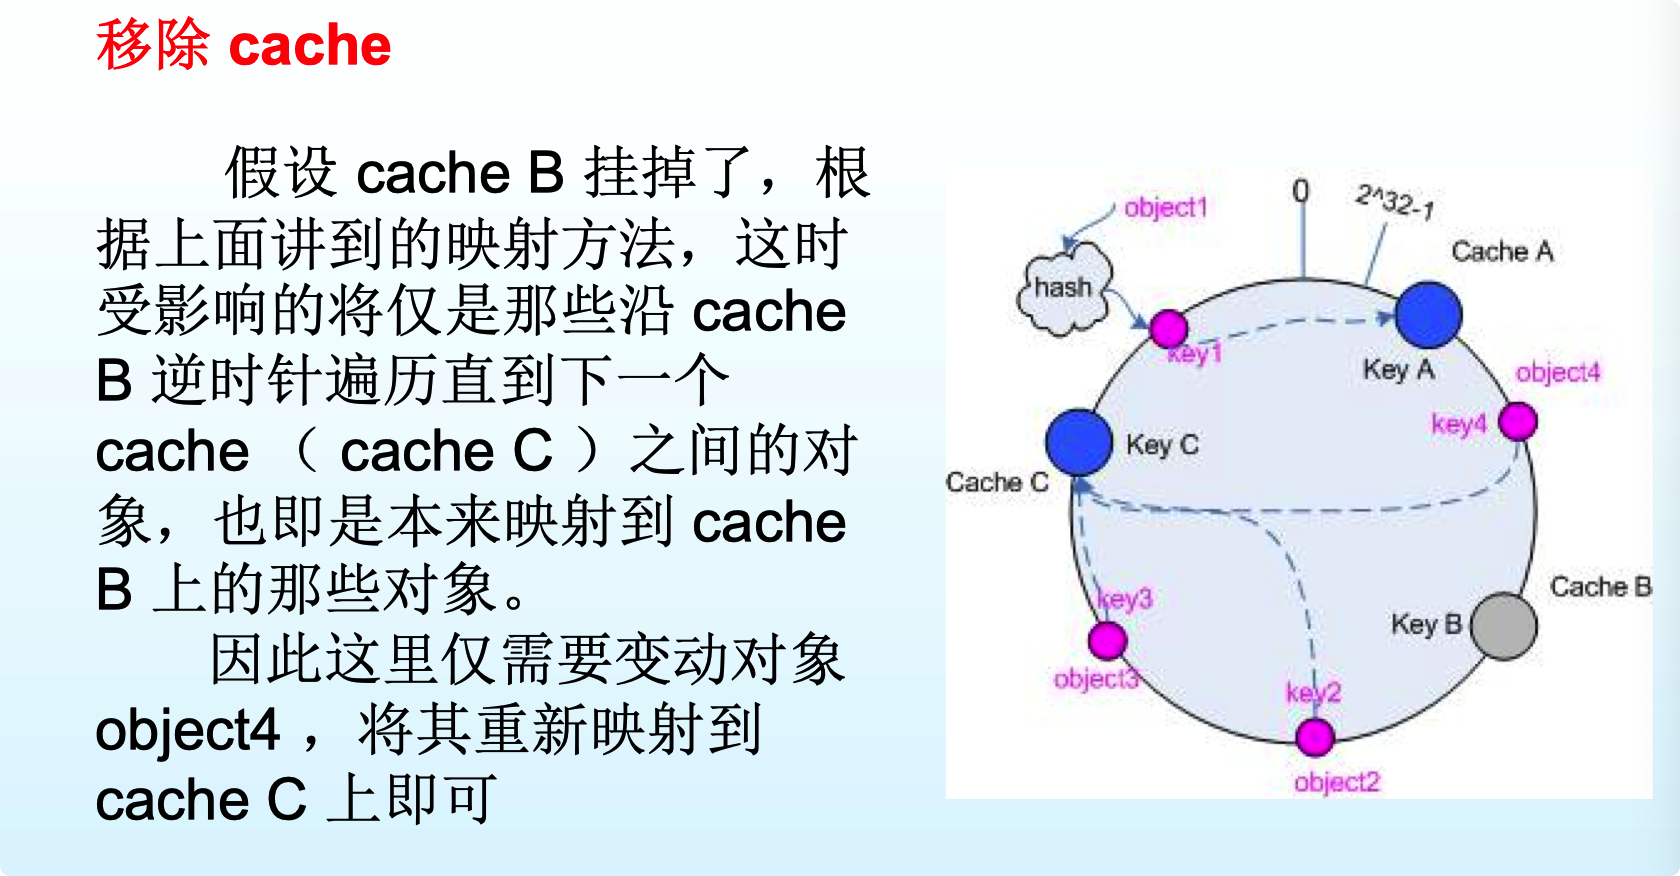 移除 cache
假设 cache B 挂掉了，根
据上面讲到的映射方法，这时
受影响的将仅是那些沿 cache
B 逆时针遍历直到下一个
cache （ cache C ）之间的对
象，也即是本来映射到 cache
B 上的那些对象。
因此这里仅需要变动对象
object4 ，将其重新映射到
cache C 上即可
0
2^32-1
object1
Cache A
hash
key1
Key A
object4
key4
Key C
Cache C
Cache B
key3
Key B
object3
key2
object2